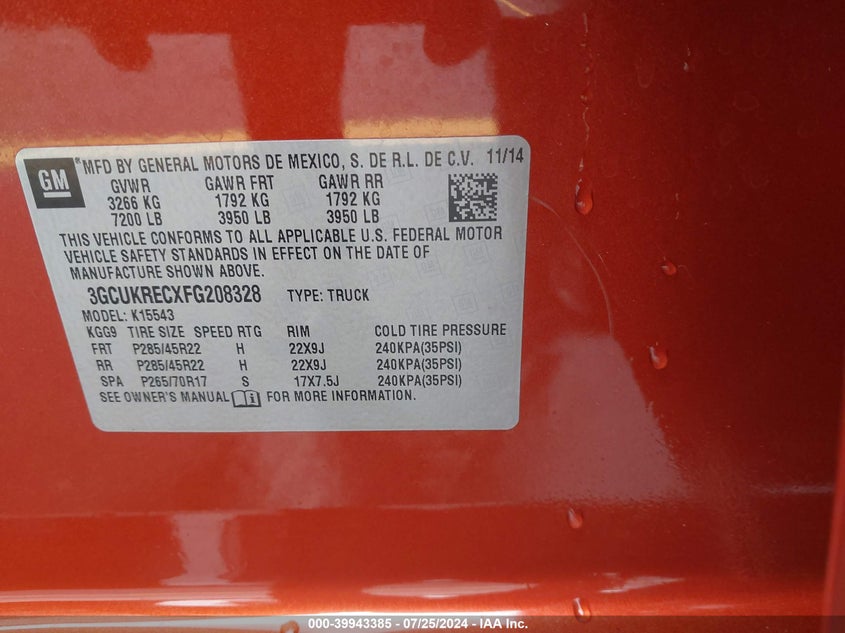 GM
MFD BY GENERAL MOTORS DE MEXICO, S. DE R.L. DE C.V. 11/14
GVWR GAWR FRT GAWR RR
3266 KG 1792 KG 1792 KG
7200 LB 3950 LB 3950 LB
THIS VEHICLE CONFORMS TO ALL APPLICABLE U.S. FEDERAL MOTOR
VEHICLE SAFETY STANDARDS IN EFFECT ON THE DATE OF
MANUFACTURE SHOWN ABOVE.
3GCUKRECXFG208328 TYPE: TRUCK
MODEL: K15543
KGG9 TIRE SIZE SPEED RTG RIM COLD TIRE PRESSURE
FRT P285/45R22 H 22X9J 240KPA(35PSI)
RR P285/45R22 H 22X9J 240KPA(35PSI)
SPA P265/70R17 S 17X7.5J 240KPA(35PSI)
SEE OWNER'S MANUAL FOR MORE INFORMATION.
000-39943385 - 07/25/2024 - IAA Inc.